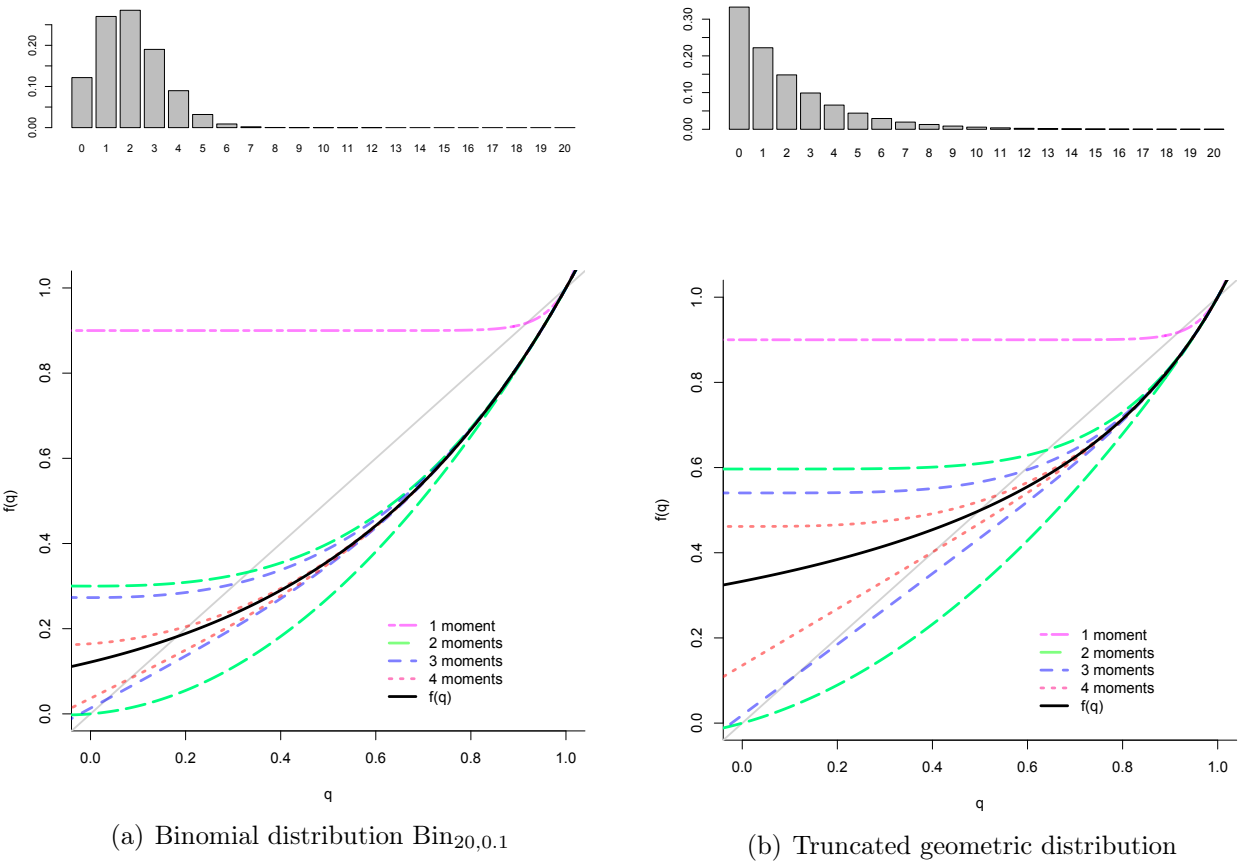 0.00 0.10 0.20
0 1 2 3 4 5 6 7 8 9 10 11 12 13 14 15 16 17 18 19 20
0.00 0.10 0.20 0.30
0 1 2 3 4 5 6 7 8 9 10 11 12 13 14 15 16 17 18 19 20
f(q)
0.0 0.2 0.4 0.6 0.8 1.0
1 moment
2 moments
3 moments
4 moments
f(q)
0.0 0.2 0.4 0.6 0.8 1.0
q
(a) Binomial distribution Bin20,0.1
f(q)
0.0 0.2 0.4 0.6 0.8 1.0
1 moment
2 moments
3 moments
4 moments
f(q)
0.0 0.2 0.4 0.6 0.8 1.0
q
(b) Truncated geometric distribution